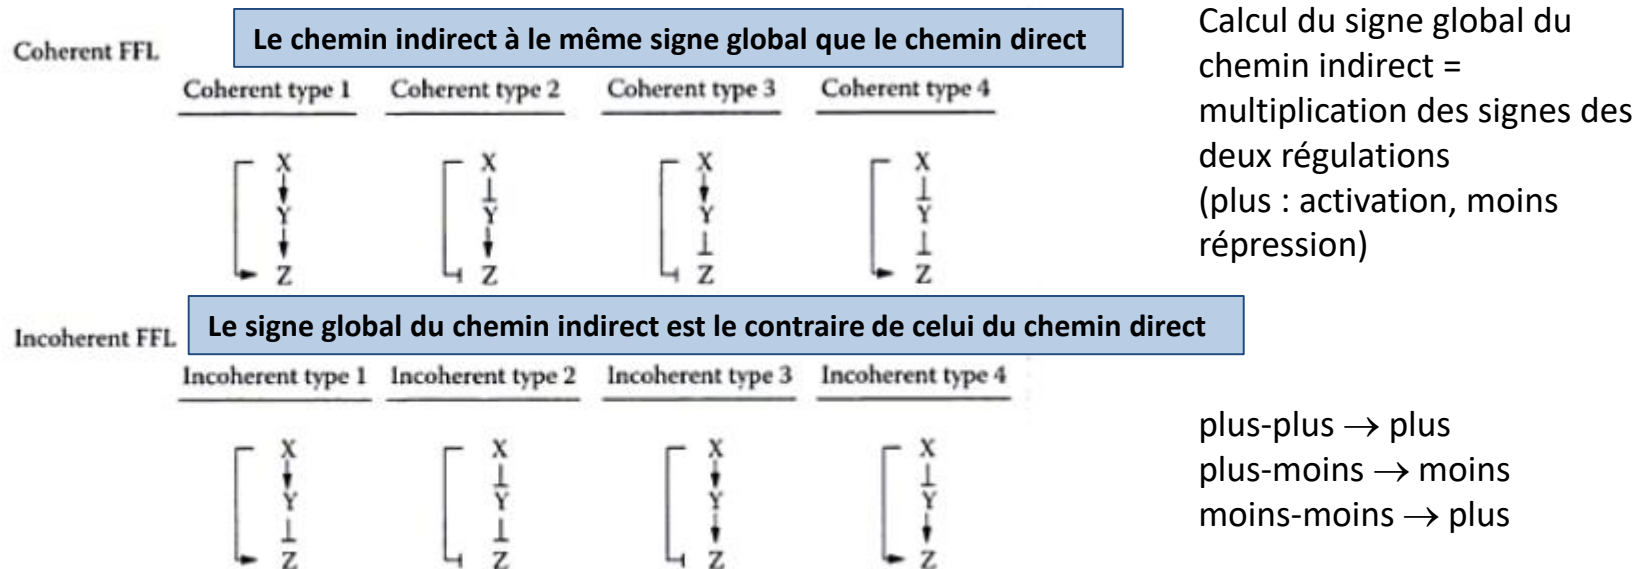 Coherent FFL
Le chemin indirect à le même signe global que le chemin direct
Coherent type 1 Coherent type 2 Coherent type 3 Coherent type 4
X X X X
Y Y Y Y
Z Z Z Z
Incoherent FFL
Le signe global du chemin indirect est le contraire de celui du chemin direct
Incoherent type 1 Incoherent type 2 Incoherent type 3 Incoherent type 4
X X X X
Y Y Y Y
Z Z Z Z
Calcul du signe global du
chemin indirect =
multiplication des signes des
deux régulations
(plus : activation, moins
répression)
plus-plus → plus
plus-moins → moins
moins-moins → plus